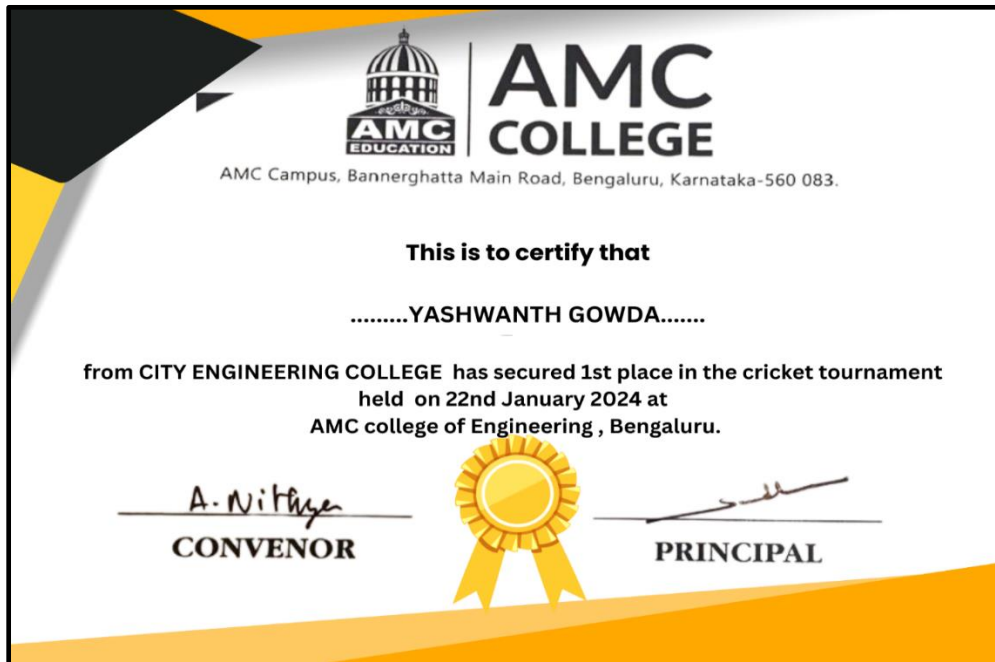 AMC
EDUCATION
AMC
COLLEGE
AMC Campus, Bannerghatta Main Road, Bengaluru, Karnataka-560 083.
This is to certify that
.........YASHWANTH GOWDA.......
from CITY ENGINEERING COLLEGE has secured 1st place in the cricket tournament
held on 22nd January 2024 at
AMC college of Engineering , Bengaluru.
A. Nithya
CONVENOR
PRINCIPAL